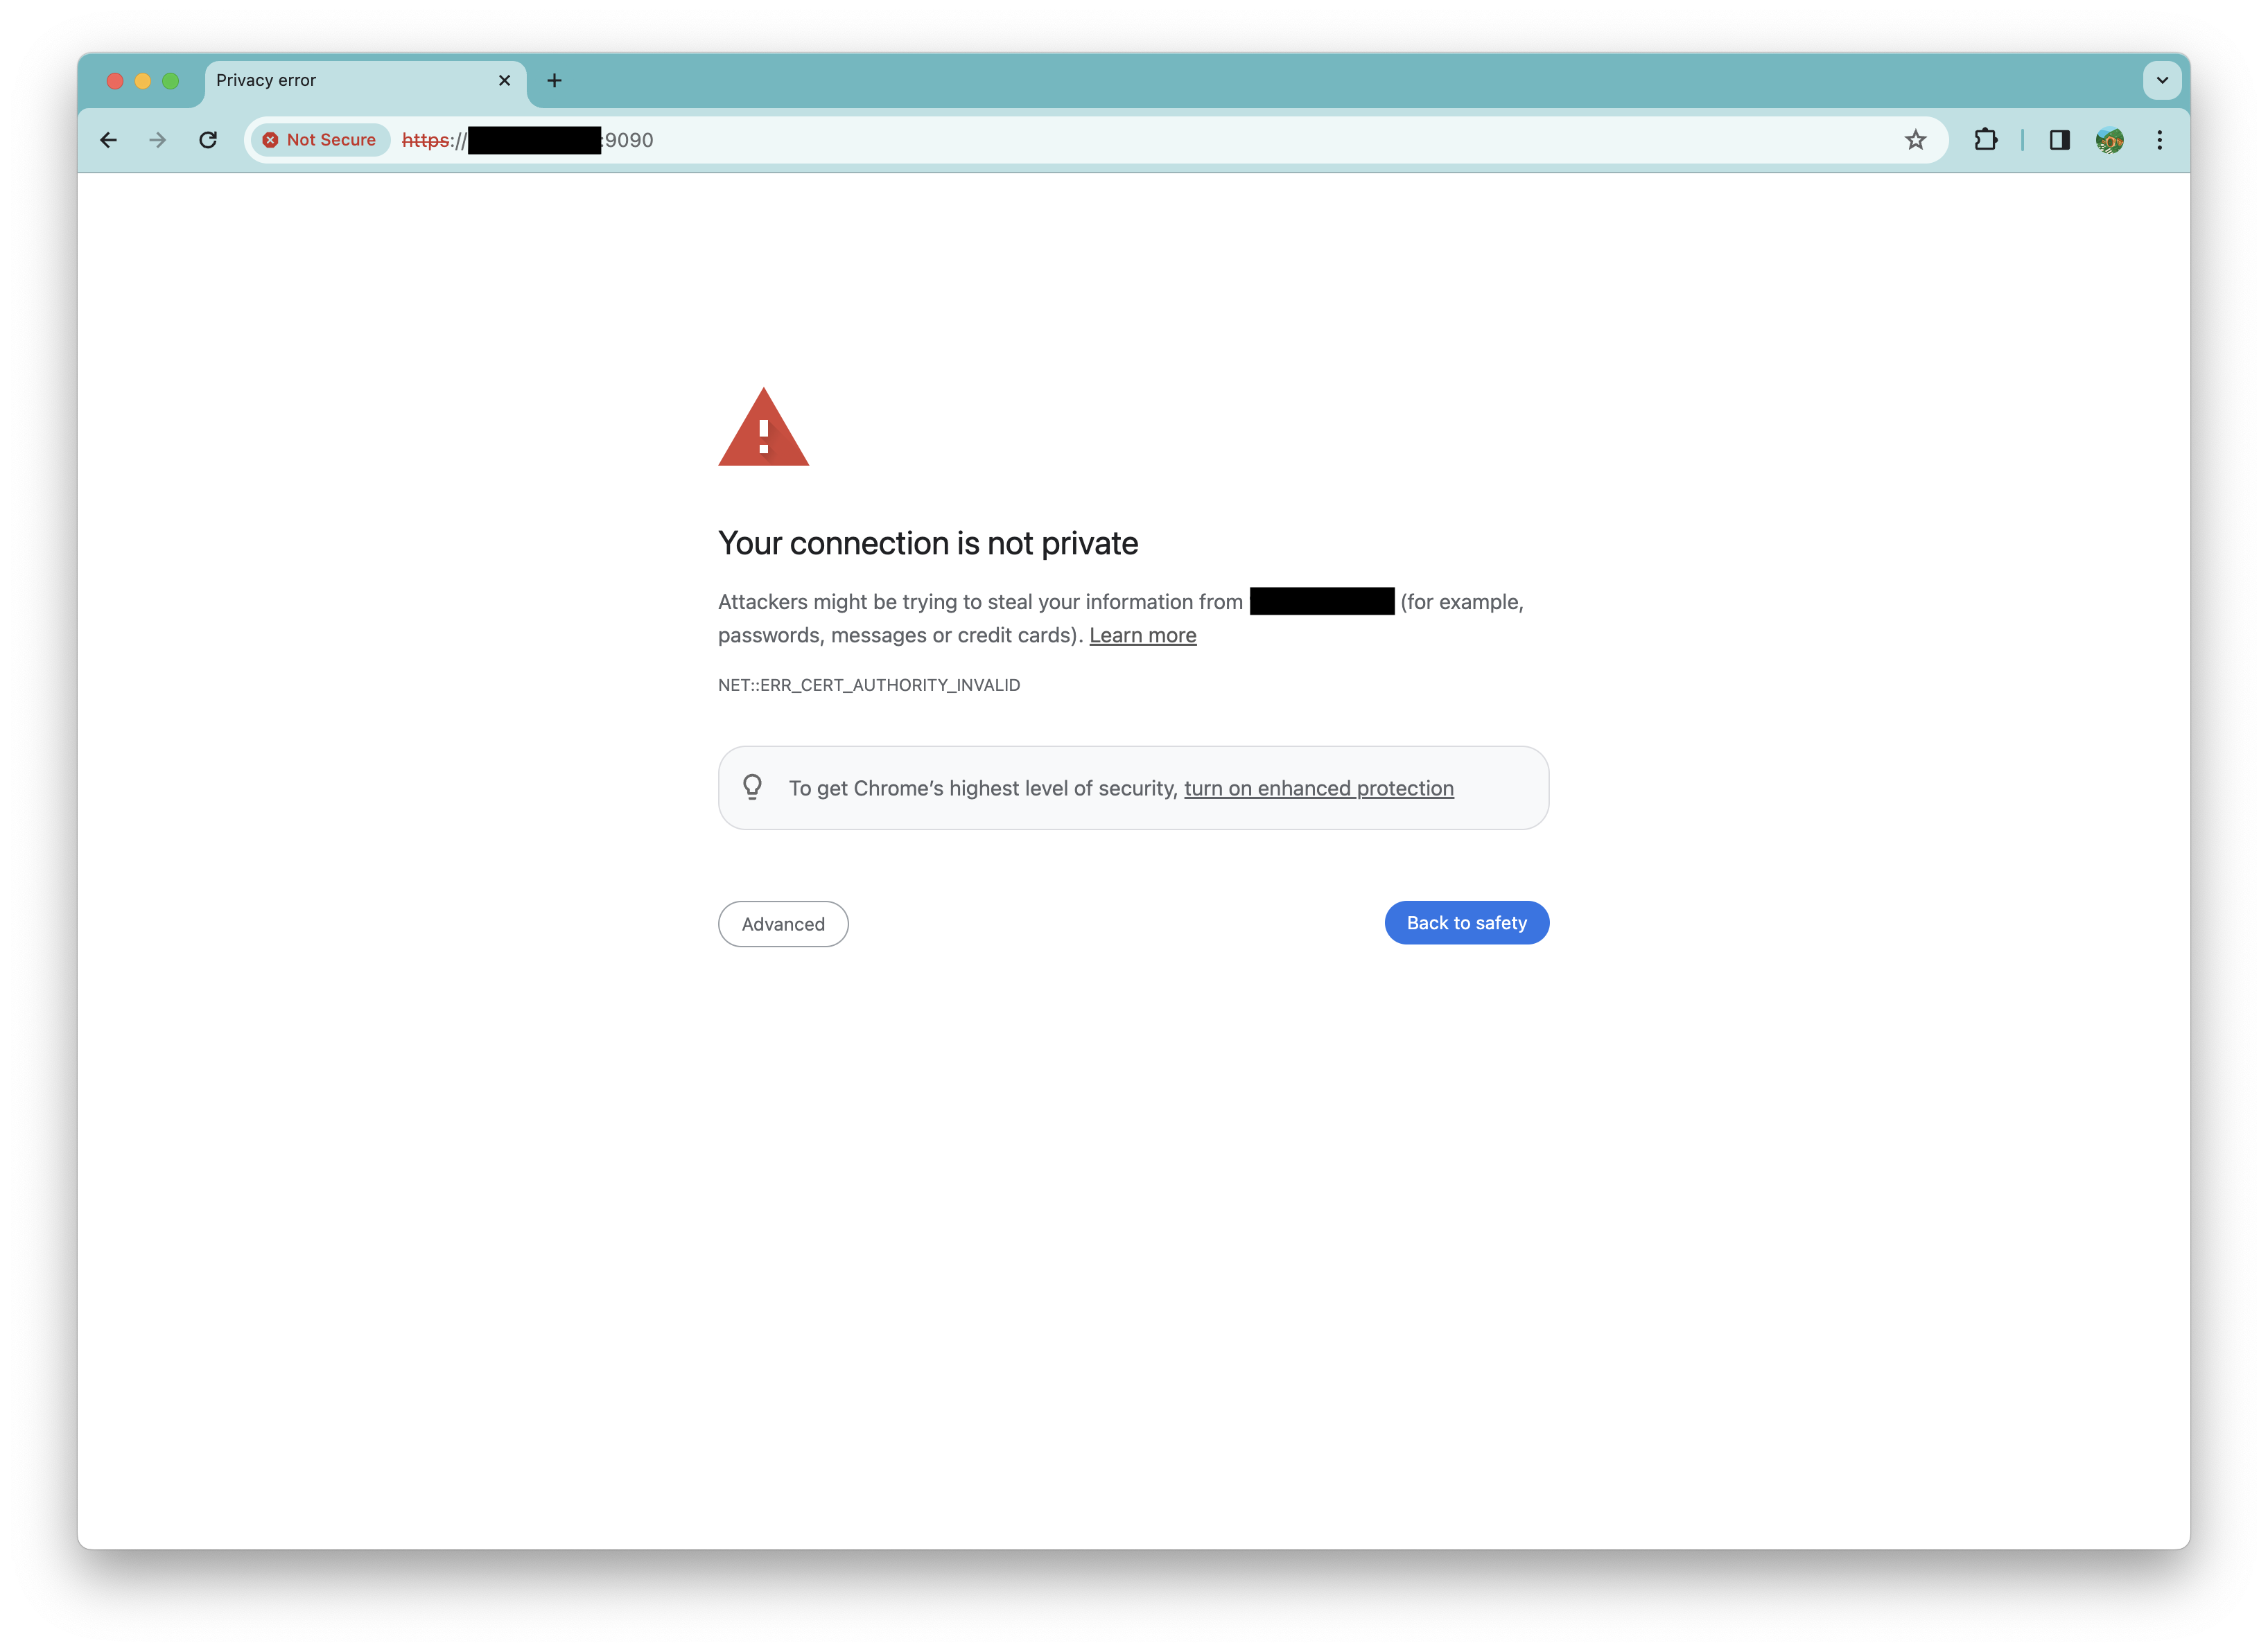 Privacy error
Not Secure https://:9090
Your connection is not private
Attackers might be trying to steal your information from (for example,
passwords, messages or credit cards). Learn more
NET::ERR_CERT_AUTHORITY_INVALID
To get Chrome’s highest level of security, turn on enhanced protection
Advanced
Back to safety